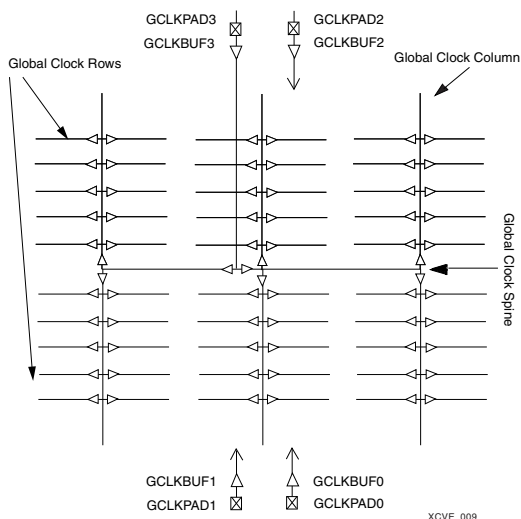 GCLKPAD3
GCLKPAD2
GCLKBUF3
GCLKBUF2
Global Clock Rows
Global Clock Column
Global Clock Spine
GCLKBUF1
GCLKBUF0
GCLKPAD1
GCLKPAD0
XCVE_009